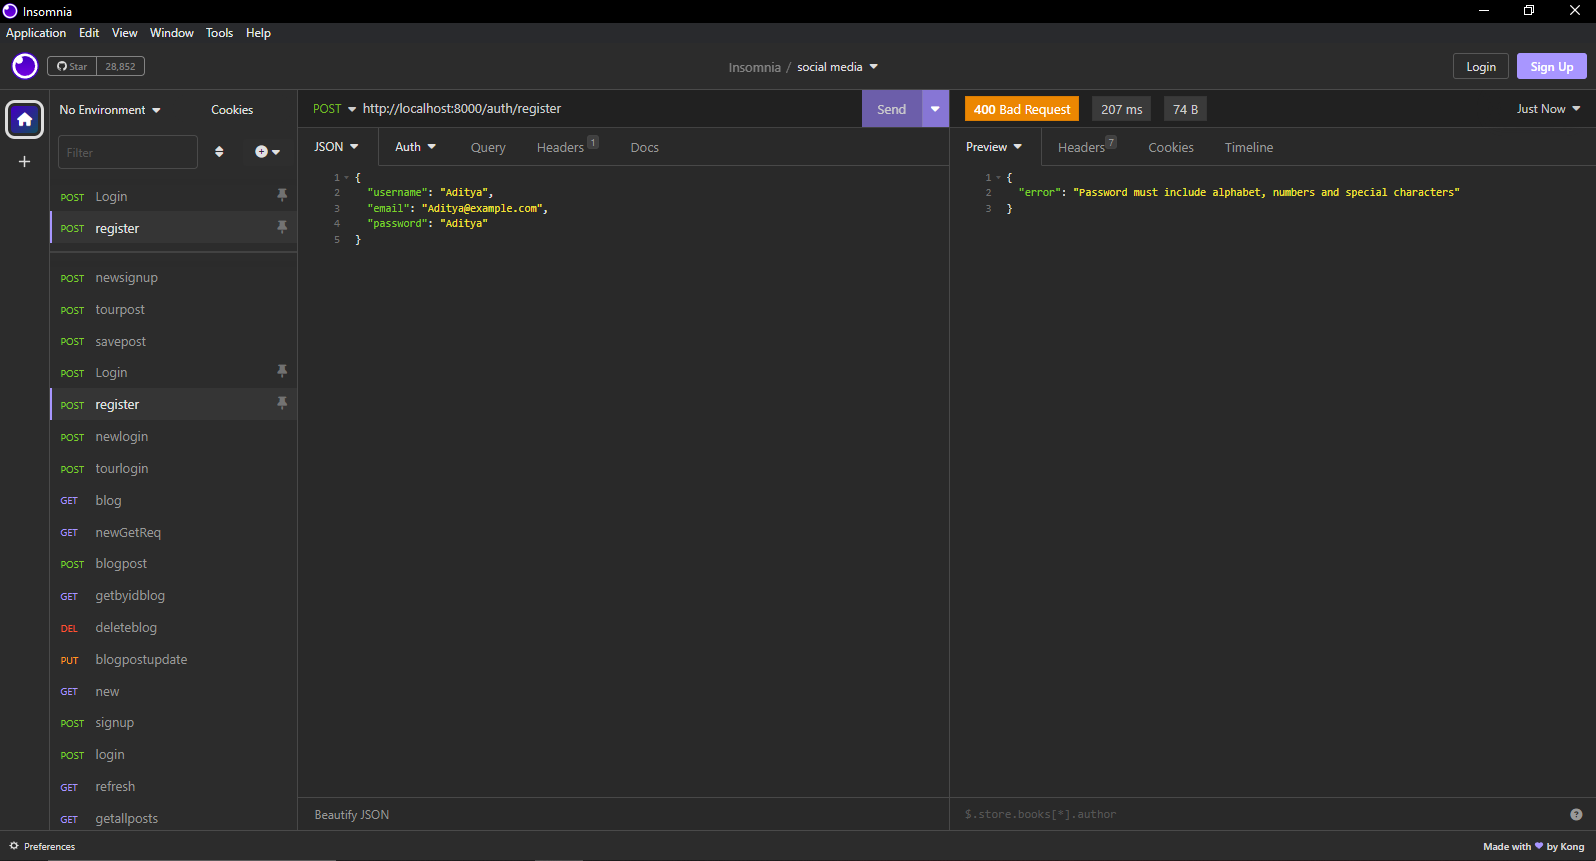 Insomnia
Application Edit View Window Tools Help
Star 28,852
Insomnia / social media
Login Sign Up
No Environment Cookies
Filter
POST Login
POST register
POST newsignup
POST tourpost
POST savepost
POST Login
POST register
POST newlogin
POST tourlogin
GET blog
GET newGetReq
POST blogpost
GET getbyidblog
DEL deleteblog
PUT blogpostupdate
GET new
POST signup
POST login
GET refresh
GET getallposts
POST http://localhost:8000/auth/register Send
JSON Auth Query Headers 1 Docs
1 {
2 "username": "Aditya",
3 "email": "Aditya@example.com",
4 "password": "Aditya"
5 }
Beautify JSON
400 Bad Request 207 ms 74 B Just Now
Preview Headers 7 Cookies Timeline
1 {
2 "error": "Password must include alphabet, numbers and special characters"
3 }
$.store.books[*].author ?
Preferences
Made with ❤ by Kong